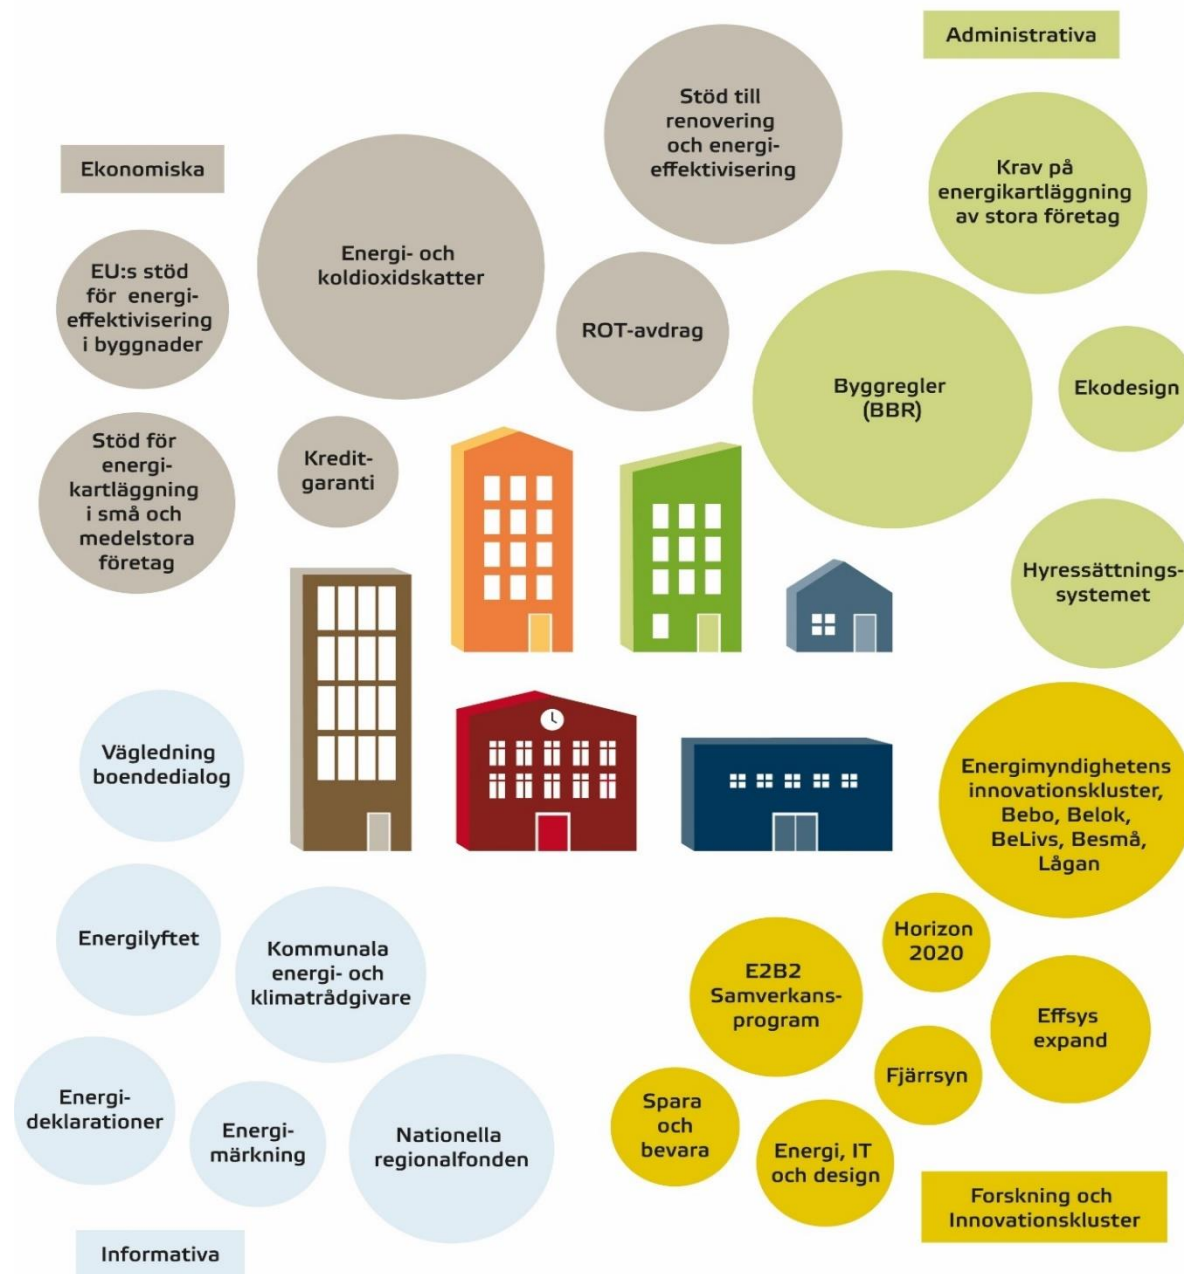 Administrativa
Stöd till
renovering
och energi-
effektivisering
Ekonomiska
Krav på
energikartläggning
av stora företag
Energi- och
koldioxidskatter
EU:s stöd
för energi-
effektivisering
i byggnader
ROT-avdrag
Byggregler
(BBR)
Ekodesign
Stöd för
energi-
kartläggning
i små och
medelstora
företag
Kredit-
garanti
Hyressättnings-
systemet
Vägledning
boendedialog
Energimyndighetens
innovationskluster,
Bebo, Belok,
BeLivs, Besmå,
Lågan
Energilyftet
Kommunala
energi- och
klimatrådgivare
Horizon
2020
E2B2
Samverkans-
program
Effsys
expand
Fjärrsyn
Energi-
deklarationer
Energi-
märkning
Nationella
regionalfonden
Spara
och
bevara
Energi, IT
och design
Forskning och
Innovationskluster
Informativa